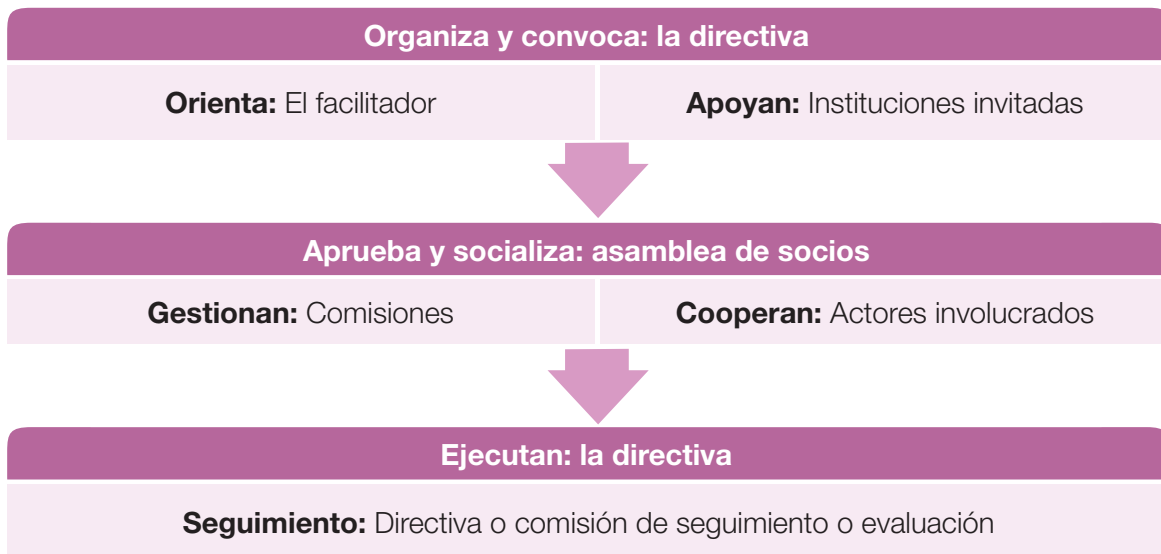 Organiza y convoca: la directiva
Orienta: El facilitador
Apoyan: Instituciones invitadas
Aprueba y socializa: asamblea de socios
Gestionan: Comisiones
Cooperan: Actores involucrados
Ejecutan: la directiva
Seguimiento: Directiva o comisión de seguimiento o evaluación